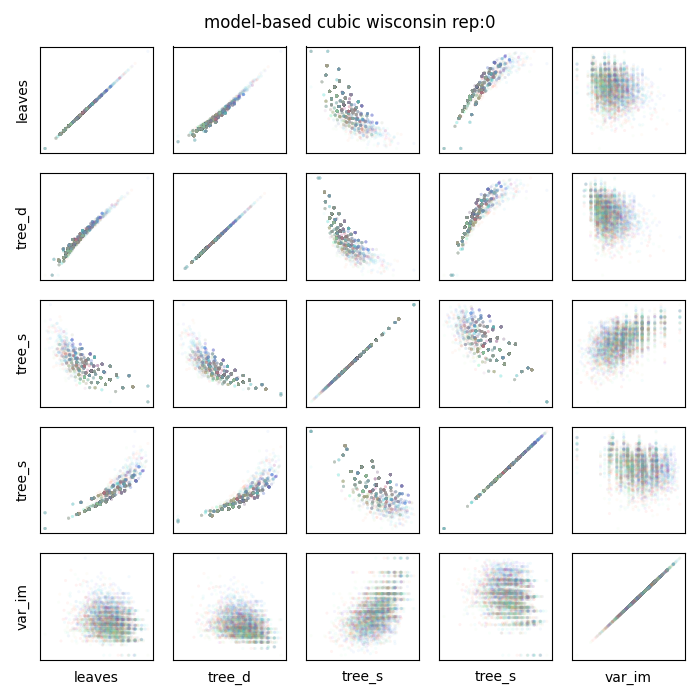 model-based cubic wisconsin rep:0
leaves
tree_d
tree_s
tree_s
var_im
leaves
tree_d
tree_s
tree_s
var_im